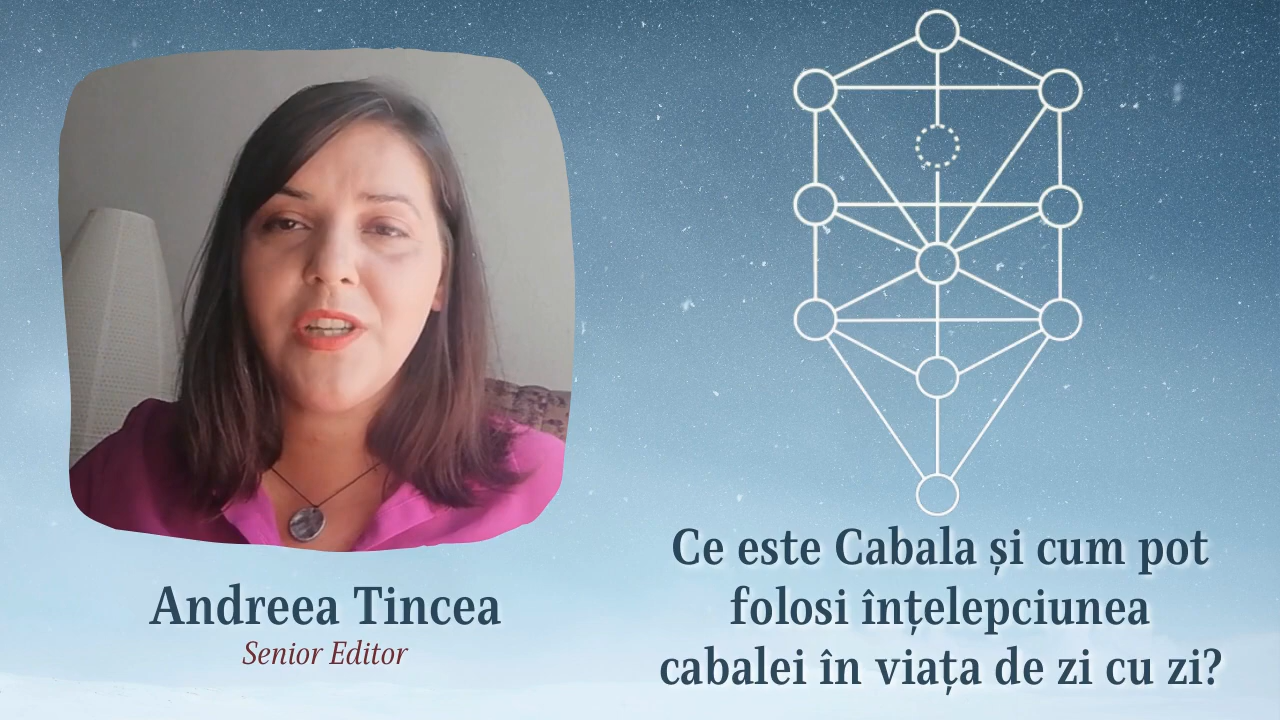 Andreea Tincea
Senior Editor
Ce este Cabala și cum pot
folosi înțelepciunea
cabalei în viața de zi cu zi?